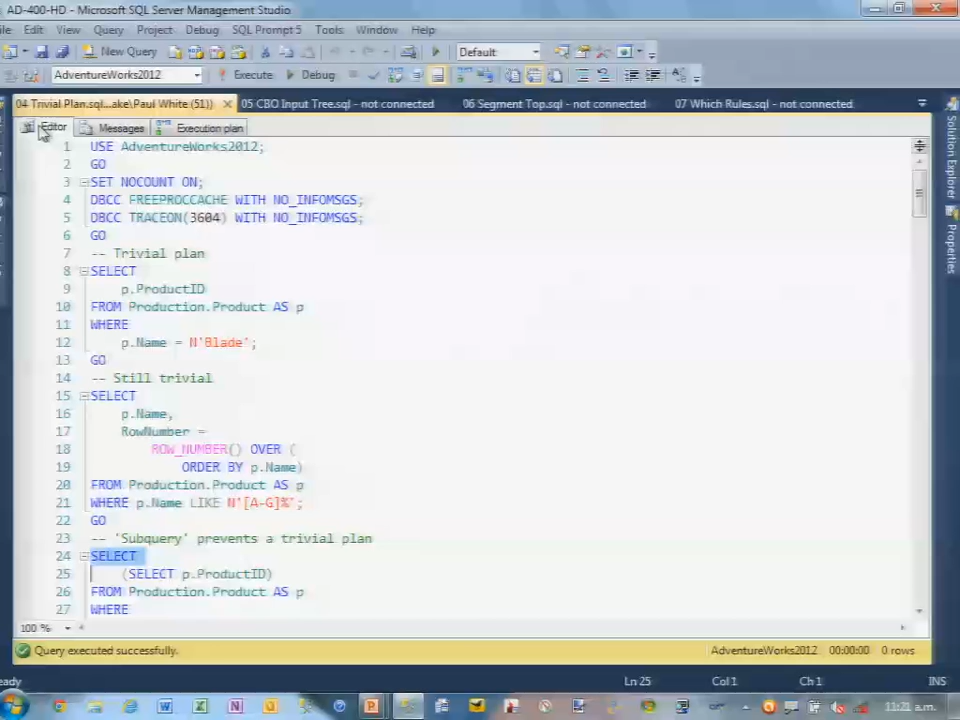 AD-400-HD - Microsoft SQL Server Management Studio
ile Edit View Query Project Debug SQL Prompt 5 Tools Window Help
New Query Default
AdventureWorks2012 Execute Debug
04 Trivial Plan.sql...ake\Paul White (51)) 05 CBO Input Tree.sql - not connected 06 Segment Top.sql - not connected 07 Which Rules.sql - not connected
Editor Messages Execution plan
1 USE AdventureWorks2012;
2 GO
3 SET NOCOUNT ON;
4 DBCC FREEPROCCACHE WITH NO_INFOMSGS;
5 DBCC TRACEON(3604) WITH NO_INFOMSGS;
6 GO
7 -- Trivial plan
8 SELECT
9 p.ProductID
10 FROM Production.Product AS p
11 WHERE
12 p.Name = N'Blade';
13 GO
14 -- Still trivial
15 SELECT
16 p.Name,
17 RowNumber =
18 ROW_NUMBER() OVER (
19 ORDER BY p.Name)
20 FROM Production.Product AS p
21 WHERE p.Name LIKE N'[A-G]%';
22 GO
23 -- 'Subquery' prevents a trivial plan
24 SELECT
25 (SELECT p.ProductID)
26 FROM Production.Product AS p
27 WHERE
Solution Explorer
Properties
100 %
Query executed successfully. AdventureWorks2012 00:00:00 0 rows
eady Ln 25 Col 1 Ch 1 INS
11:21 a.m.